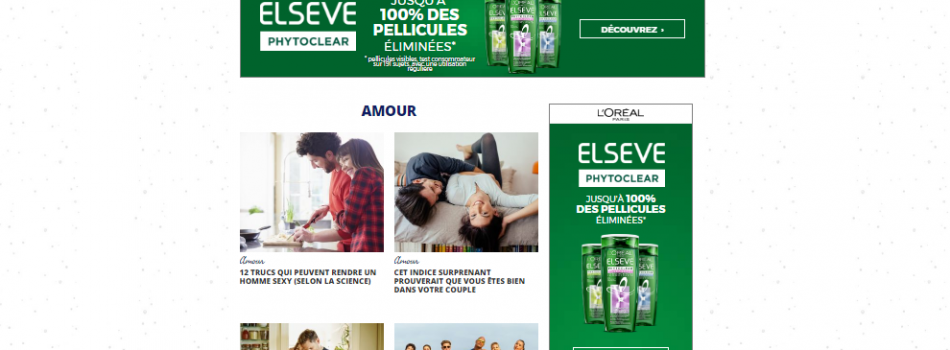 ELSEVE
PHYTOCLEAR
JUSQU'À
100% DES
PELLICULES
ÉLIMINÉES*
* pellicules visibles, test consommateur
sur 151 sujets, avec une utilisation
régulière
DÉCOUVREZ ›
AMOUR
Amour
12 TRUCS QUI PEUVENT RENDRE UN
HOMME SEXY (SELON LA SCIENCE)
Amour
CET INDICE SURPRENANT
PROUVERAIT QUE VOUS ÊTES BIEN
DANS VOTRE COUPLE
L'ORÉAL
PARIS
ELSEVE
PHYTOCLEAR
JUSQU'À 100%
DES PELLICULES
ÉLIMINÉES*
ELSEVE